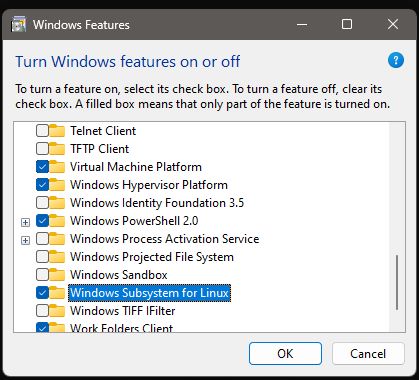 Windows Features
Turn Windows features on or off
To turn a feature on, select its check box. To turn a feature off, clear its
check box. A filled box means that only part of the feature is turned on.
Telnet Client
TFTP Client
Virtual Machine Platform
Windows Hypervisor Platform
Windows Identity Foundation 3.5
Windows PowerShell 2.0
Windows Process Activation Service
Windows Projected File System
Windows Sandbox
Windows Subsystem for Linux
Windows TIFF IFilter
Work Folders Client
OK
Cancel